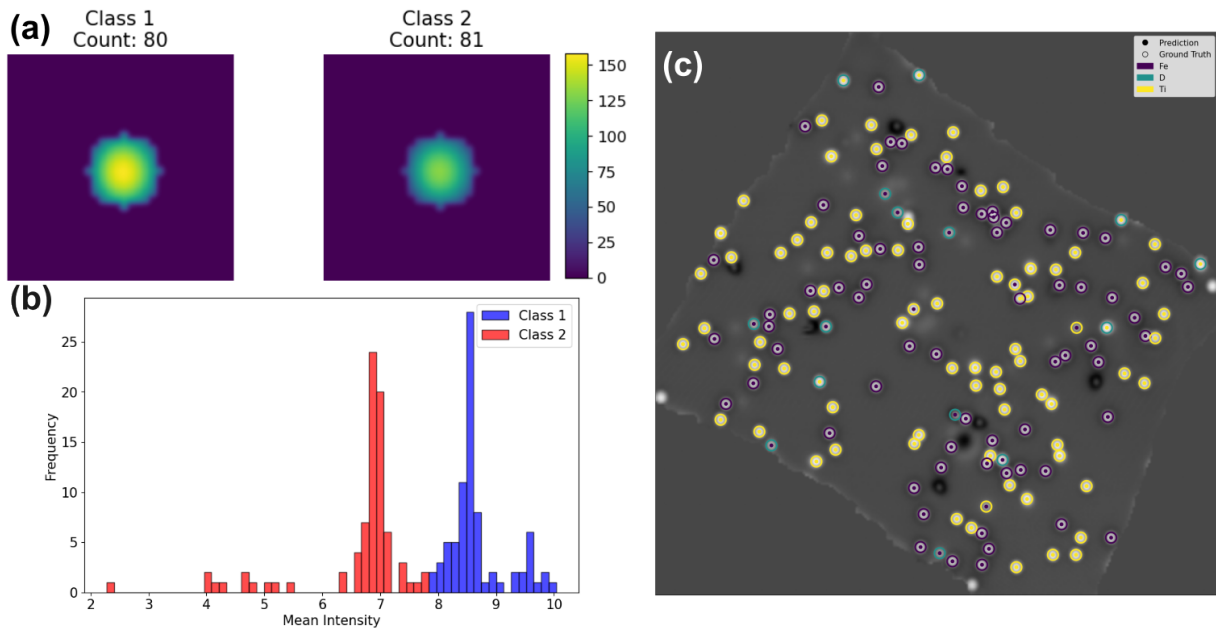 (a)
Class 1
Count: 80
Class 2
Count: 81
150
125
100
75
50
25
0
(b)
Class 1
Class 2
Frequency
25
20
15
10
5
0
2 3 4 5 6 7 8 9 10
Mean Intensity
(c)
Prediction
Ground Truth
Fe
D
Ti